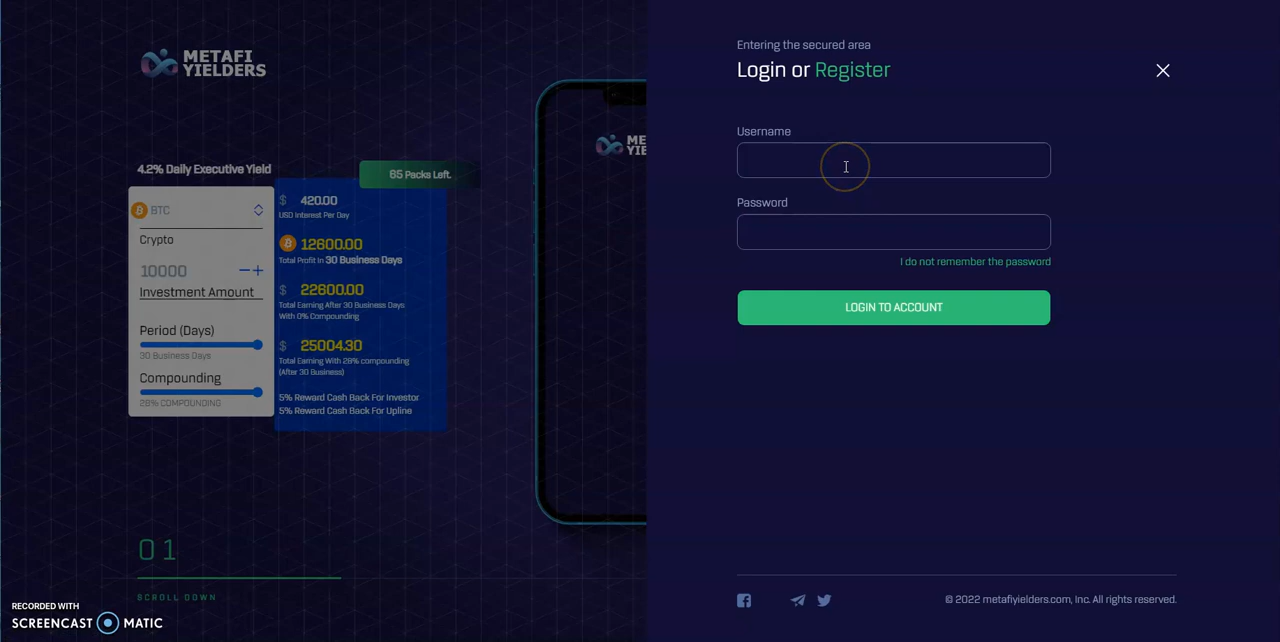 METAFI
YIELDERS
4.2% Daily Executive Yield
65 Packs Left.
BTC
Crypto
10000
Investment Amount
Period (Days)
30 Business Days
Compounding
28% COMPOUNDING
$ 420.00
USD Interest Per Day
12600.00
Total Profit In 30 Business Days
$ 22600.00
Total Earning After 30 Business Days
With 0% Compounding
$ 25004.30
Total Earning With 28% compounding
(After 30 Business)
5% Reward Cash Back For Investor
5% Reward Cash Back For Upline
ME
YIE
01
SCROLL DOWN
RECORDED WITH
SCREENCAST MATIC
Entering the secured area
Login or Register
Username
Password
I do not remember the password
LOGIN TO ACCOUNT
© 2022 metafiyielders.com, Inc. All rights reserved.